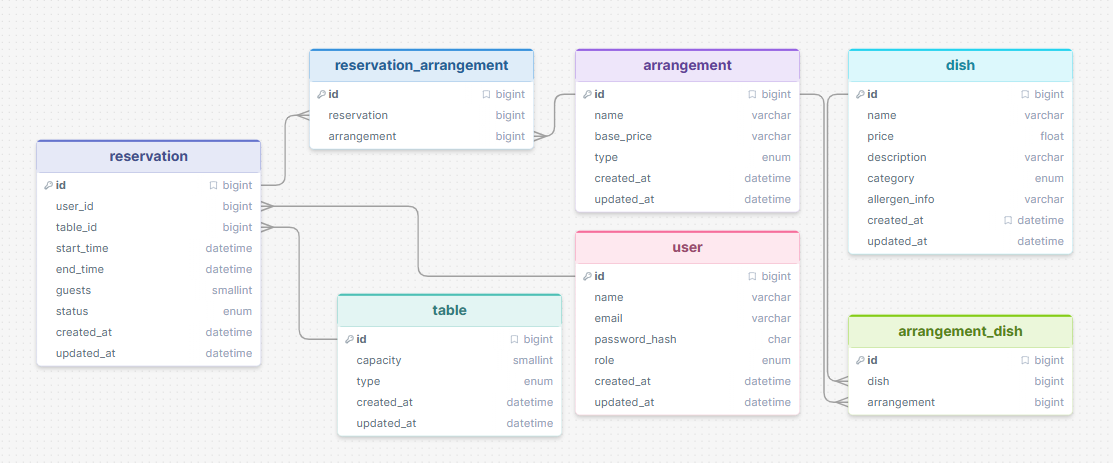 reservation_arrangement
id bigint
reservation bigint
arrangement bigint
arrangement
id bigint
name varchar
base_price varchar
type enum
created_at datetime
updated_at datetime
dish
id bigint
name varchar
price float
description varchar
category enum
allergen_info varchar
created_at datetime
updated_at datetime
reservation
id bigint
user_id bigint
table_id bigint
start_time datetime
end_time datetime
guests smallint
status enum
created_at datetime
updated_at datetime
user
id bigint
name varchar
email varchar
password_hash char
role enum
created_at datetime
updated_at datetime
table
id bigint
capacity smallint
type enum
created_at datetime
updated_at datetime
arrangement_dish
id bigint
dish bigint
arrangement bigint